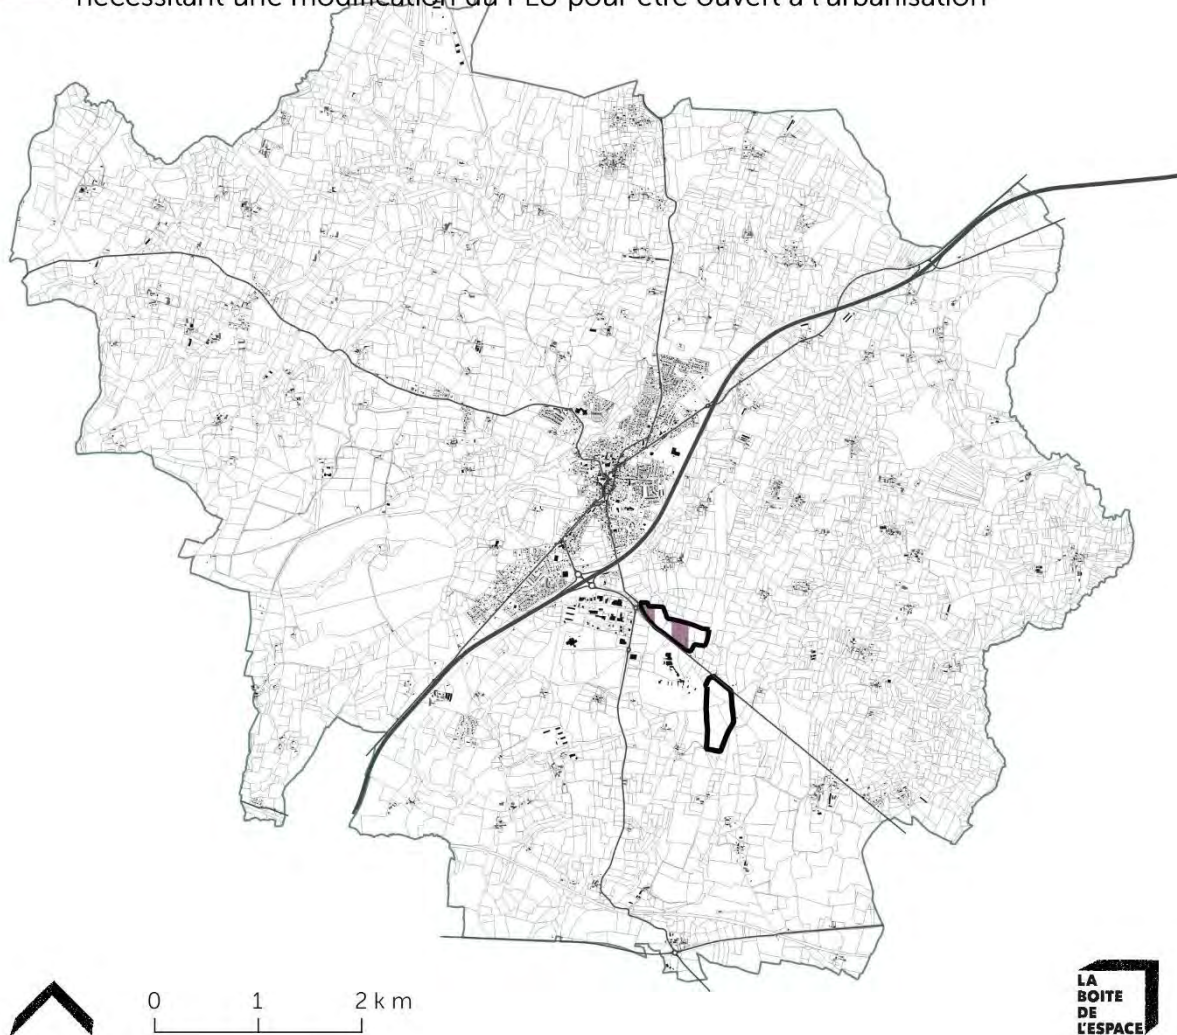 nécessitant une modification du PLU pour être ouvert à l'urbanisation
0 1 2 km
LA
BOITE
DE
L'ESPACE